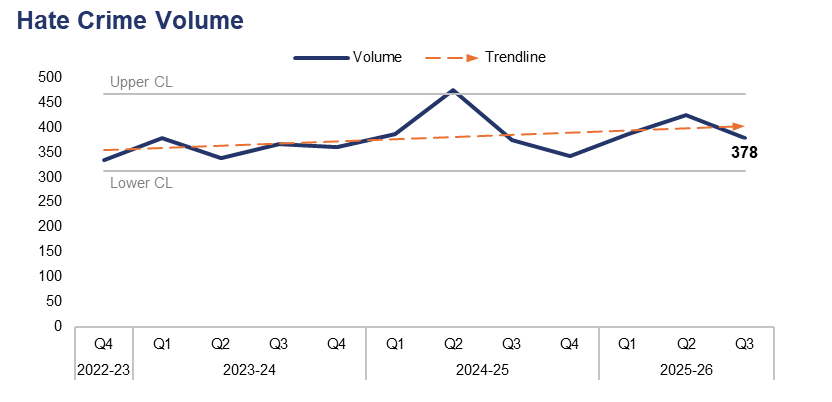 Hate Crime Volume
Volume Trendline
500
Upper CL
450
400
350
378
300
Lower CL
250
200
150
100
50
0
Q4 Q1 Q2 Q3 Q4 Q1 Q2 Q3 Q4 Q1 Q2 Q3
2022-23 2023-24 2024-25 2025-26